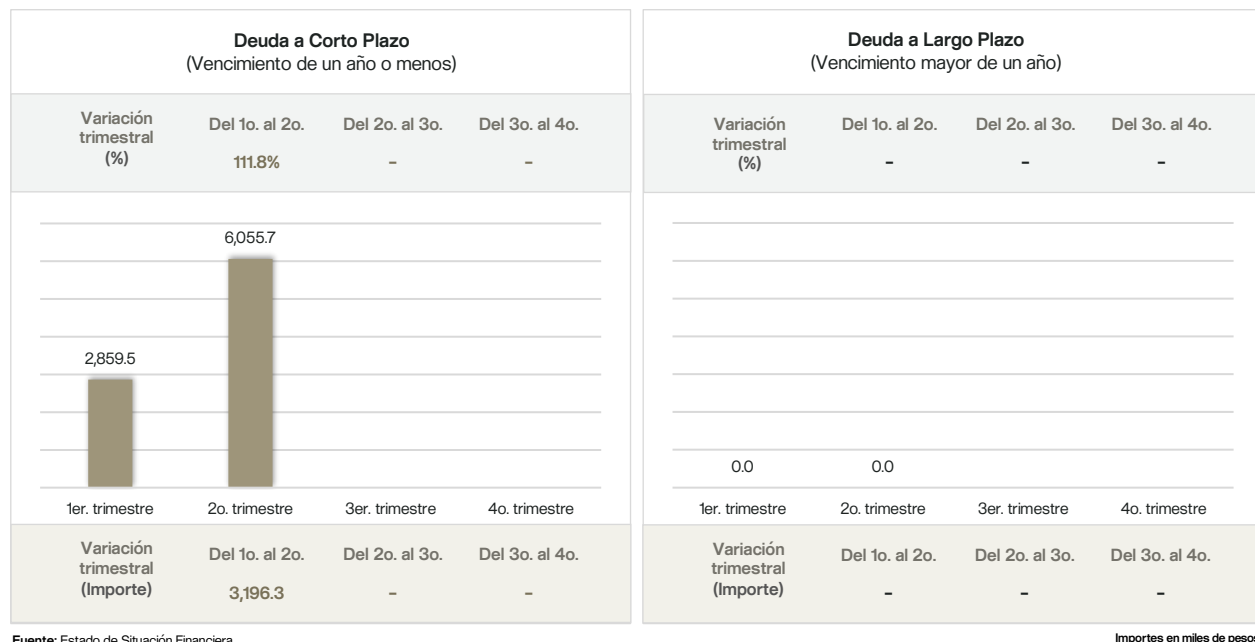 Deuda a Corto Plazo
(Vencimiento de un año o menos)
Variación trimestral (%)
Del 1o. al 2o.
Del 2o. al 3o.
Del 3o. al 4o.
111.8%
–
–
6,055.7
2,859.5
1er. trimestre
2o. trimestre
3er. trimestre
4o. trimestre
Variación trimestral (Importe)
Del 1o. al 2o.
Del 2o. al 3o.
Del 3o. al 4o.
3,196.3
–
–
Deuda a Largo Plazo
(Vencimiento mayor de un año)
Variación trimestral (%)
Del 1o. al 2o.
Del 2o. al 3o.
Del 3o. al 4o.
–
–
–
0.0
0.0
1er. trimestre
2o. trimestre
3er. trimestre
4o. trimestre
Variación trimestral (Importe)
Del 1o. al 2o.
Del 2o. al 3o.
Del 3o. al 4o.
–
–
–
Fuente: Estado de Situación Financiera
Importes en miles de pesos